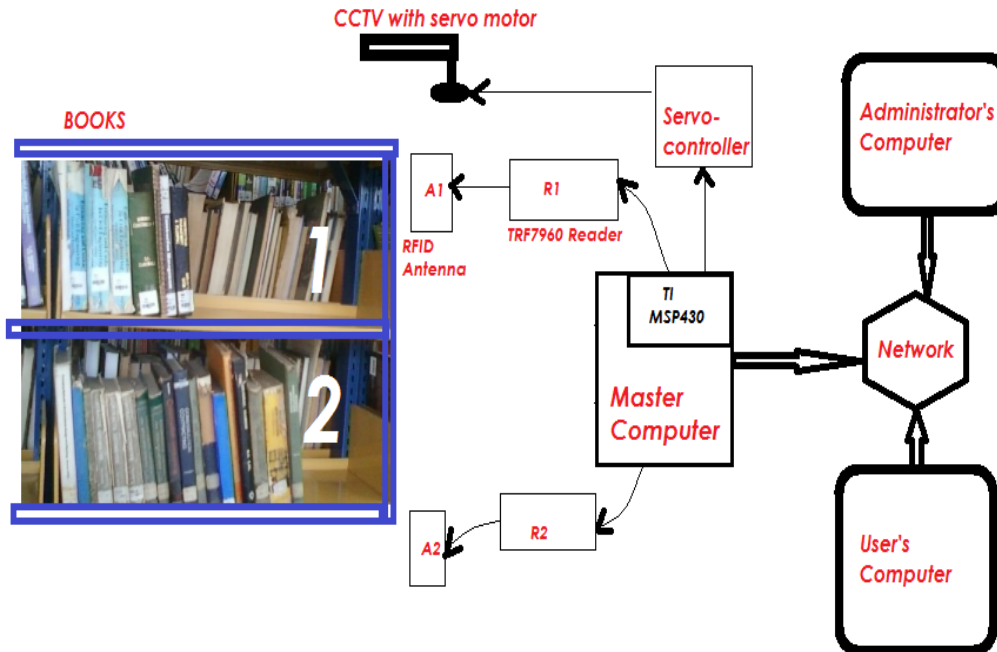 CCTV with servo motor
BOOKS
Servo-
controller
Administrator's
Computer
A1
R1
RFID
Antenna
TRF7960 Reader
1
TI
MSP430
Network
2
Master
Computer
A2
R2
User's
Computer